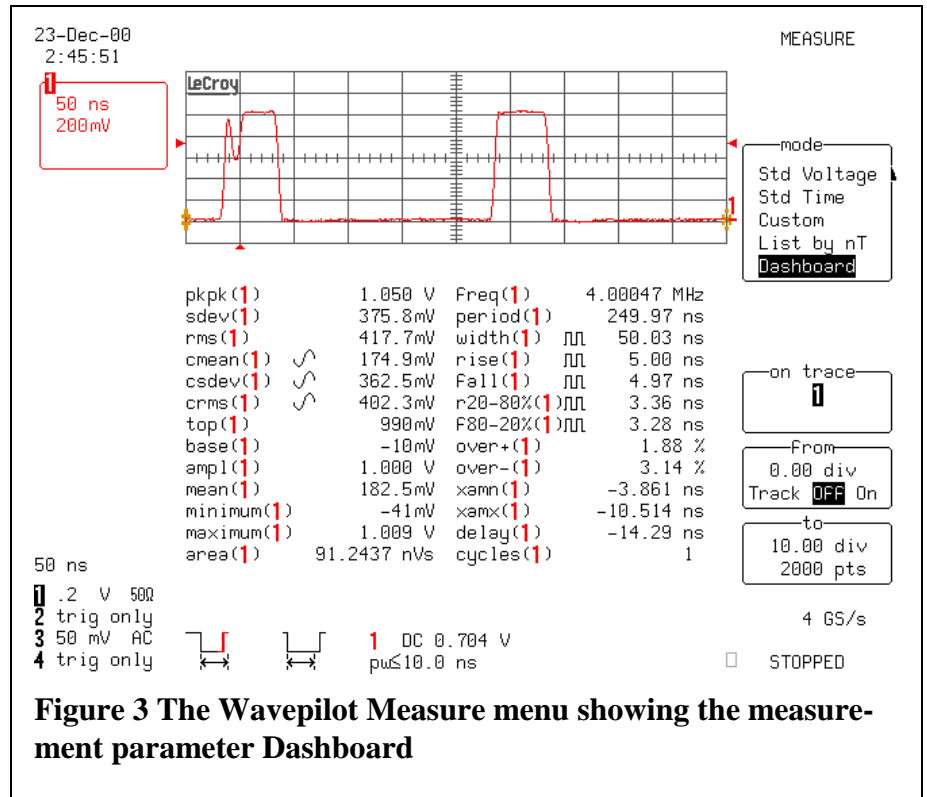 23-Dec-00
2:45:51
MEASURE
1
50 ns
200mV
LeCroy
1
mode
Std Voltage
Std Time
Custom
List by nT
Dashboard
pkpk(1) 1.050 V freq(1) 4.00047 MHz
sdev(1) 375.8mV period(1) 249.97 ns
rms(1) 417.7mV width(1) 50.03 ns
cmean(1) 174.9mV rise(1) 5.00 ns
csdev(1) 362.5mV fall(1) 4.97 ns
crms(1) 402.3mV r20-80%(1) 3.36 ns
top(1) 990mV f80-20%(1) 3.28 ns
base(1) -10mV over+(1) 1.88 %
ampl(1) 1.000 V over-(1) 3.14 %
mean(1) 182.5mV xamn(1) -3.861 ns
minimum(1) -41mV xamx(1) -10.514 ns
maximum(1) 1.009 V delay(1) -14.29 ns
area(1) 91.2437 nVs cycles(1) 1
on trace
1
from
0.00 div
Track OFF On
to
10.00 div
2000 pts
50 ns
1 .2 V 50Ω
2 trig only
3 50 mV AC
4 trig only
1 DC 0.704 V
pw≤10.0 ns
4 GS/s
STOPPED
Figure 3 The Wavepilot Measure menu showing the measure-
ment parameter Dashboard